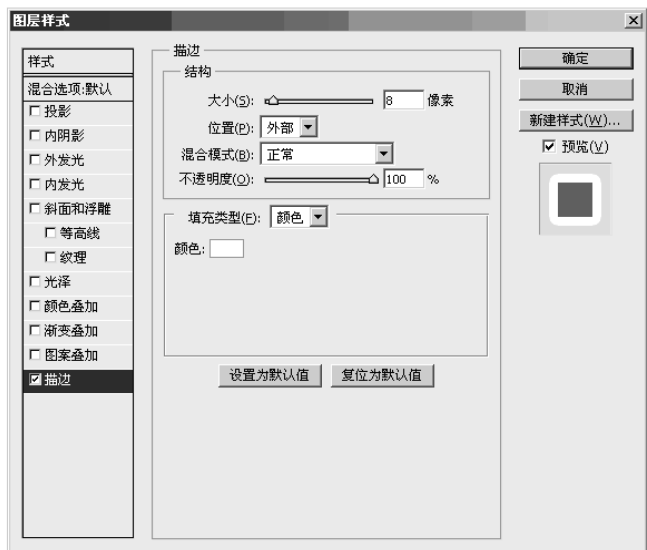 图层样式
样式
混合选项:默认
投影
内阴影
外发光
内发光
斜面和浮雕
等高线
纹理
光泽
颜色叠加
渐变叠加
图案叠加
描边
描边
结构
大小(S): 8 像素
位置(P): 外部
混合模式(B): 正常
不透明度(O): 100 %
填充类型(F): 颜色
颜色:
设置为默认值 复位为默认值
确定
取消
新建样式(W)...
预览(V)